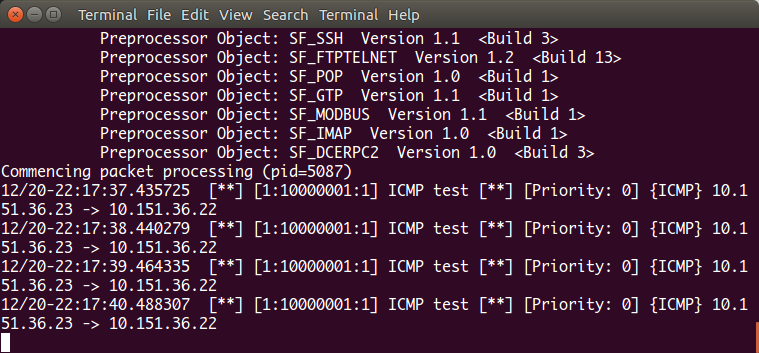 Terminal File Edit View Search Terminal Help
Preprocessor Object: SF_SSH Version 1.1 <Build 3>
Preprocessor Object: SF_FTPTELNET Version 1.2 <Build 13>
Preprocessor Object: SF_POP Version 1.0 <Build 1>
Preprocessor Object: SF_GTP Version 1.1 <Build 1>
Preprocessor Object: SF_MODBUS Version 1.1 <Build 1>
Preprocessor Object: SF_IMAP Version 1.0 <Build 1>
Preprocessor Object: SF_DCERPC2 Version 1.0 <Build 3>
Commencing packet processing (pid=5087)
12/20-22:17:37.435725 [**] [1:10000001:1] ICMP test [**] [Priority: 0] {ICMP} 10.1
51.36.23 -> 10.151.36.22
12/20-22:17:38.440279 [**] [1:10000001:1] ICMP test [**] [Priority: 0] {ICMP} 10.1
51.36.23 -> 10.151.36.22
12/20-22:17:39.464335 [**] [1:10000001:1] ICMP test [**] [Priority: 0] {ICMP} 10.1
51.36.23 -> 10.151.36.22
12/20-22:17:40.488307 [**] [1:10000001:1] ICMP test [**] [Priority: 0] {ICMP} 10.1
51.36.23 -> 10.151.36.22